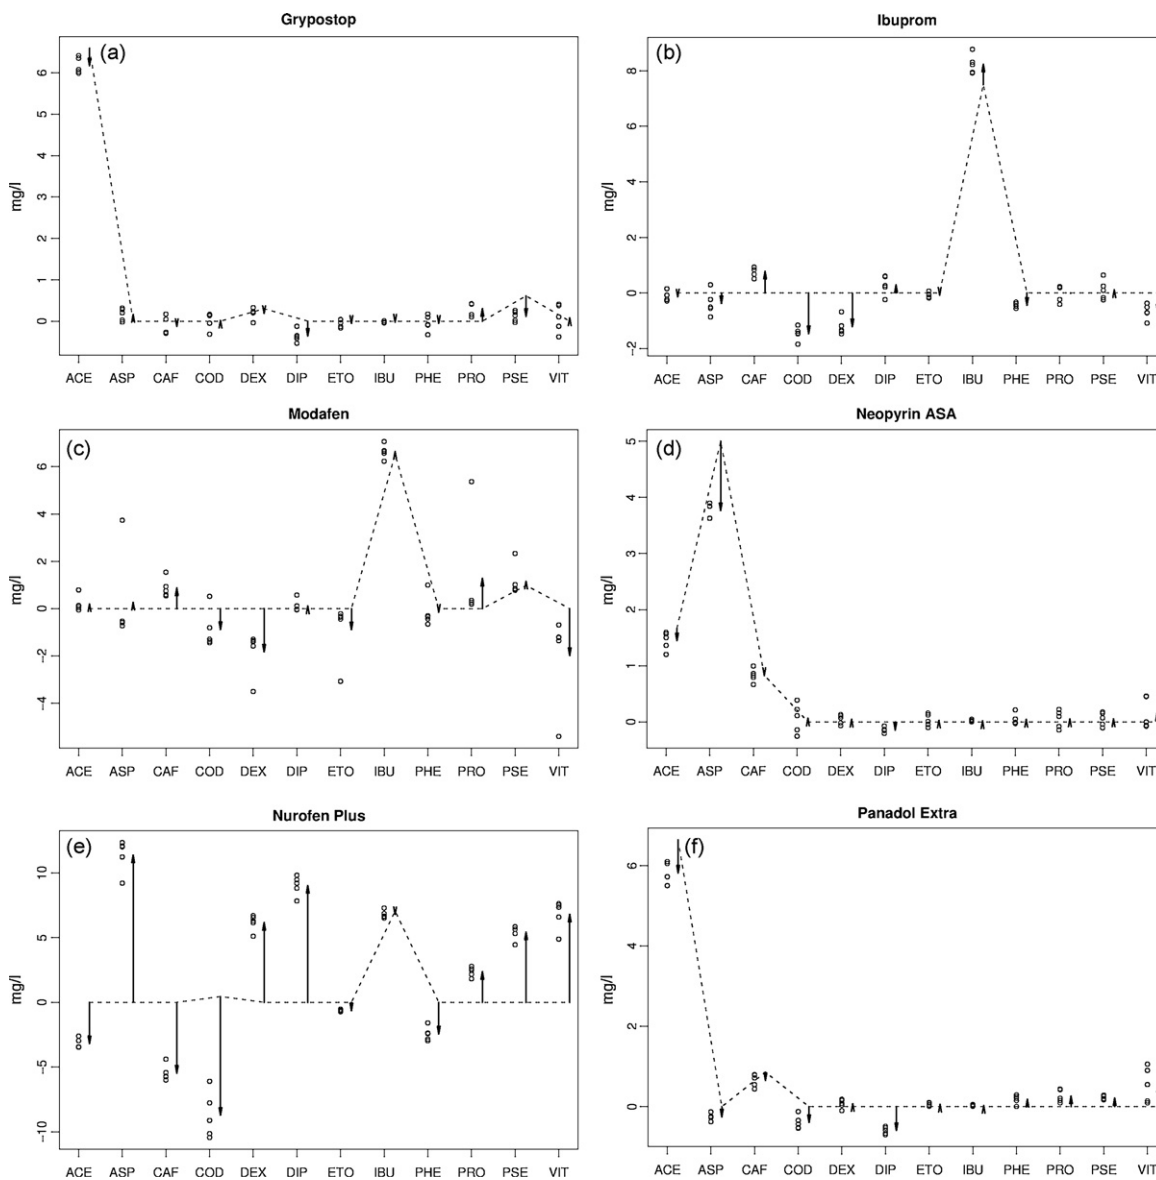 Grypostop
(a)
mg/l
6
5
4
3
2
1
0
ACE ASP CAF COD DEX DIP ETO IBU PHE PRO PSE VIT
Ibuprom
(b)
mg/l
8
6
4
2
0
−2
ACE ASP CAF COD DEX DIP ETO IBU PHE PRO PSE VIT
Modafen
(c)
mg/l
6
4
2
0
−2
−4
ACE ASP CAF COD DEX DIP ETO IBU PHE PRO PSE VIT
Neopyrin ASA
(d)
mg/l
5
4
3
2
1
0
ACE ASP CAF COD DEX DIP ETO IBU PHE PRO PSE VIT
Nurofen Plus
(e)
mg/l
10
5
0
−5
−10
ACE ASP CAF COD DEX DIP ETO IBU PHE PRO PSE VIT
Panadol Extra
(f)
mg/l
6
4
2
0
ACE ASP CAF COD DEX DIP ETO IBU PHE PRO PSE VIT